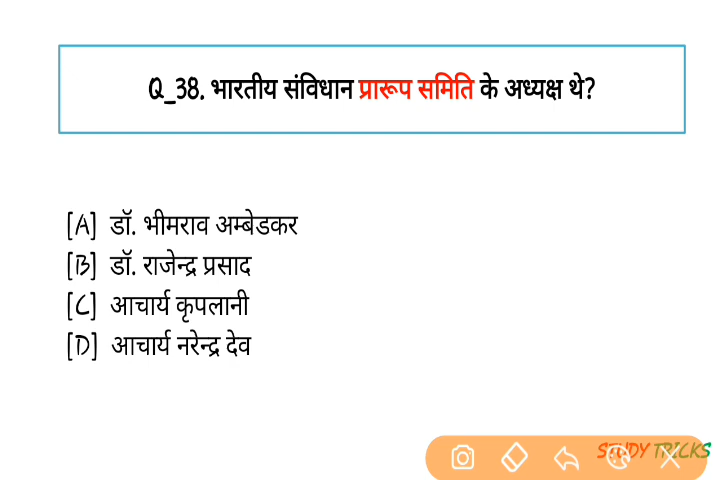 Q_38. भारतीय संविधान प्रारूप समिति के अध्यक्ष थे?
[A] डॉ. भीमराव अम्बेडकर
[B] डॉ. राजेन्द्र प्रसाद
[C] आचार्य कृपलानी
[D] आचार्य नरेन्द्र देव
STUDY TRICKS